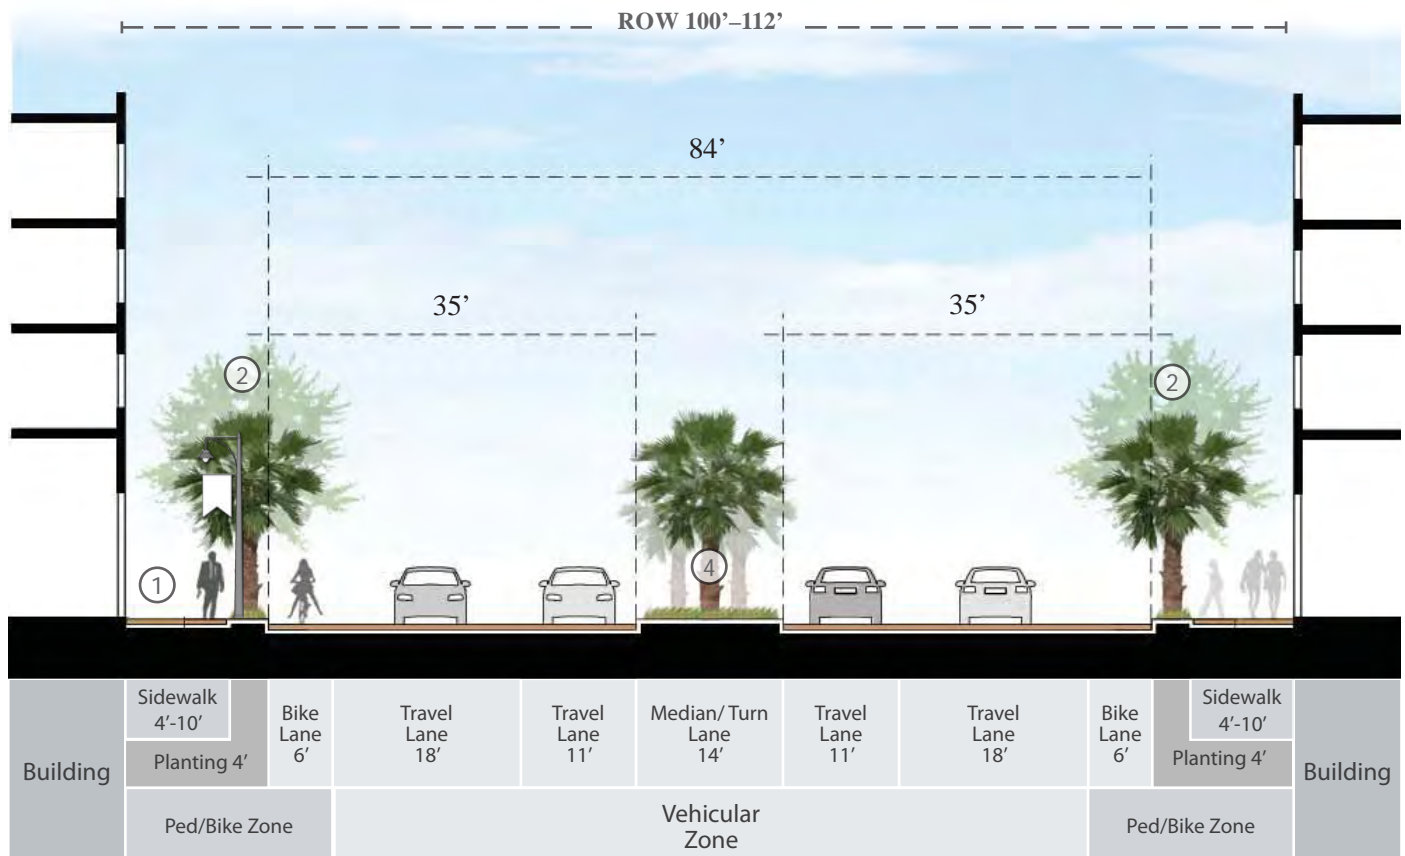 ROW 100’–112’
84’
35’
35’
2
2
4
1
Sidewalk
4’-10’
Planting 4’
Bike
Lane
6’
Travel
Lane
18’
Travel
Lane
11’
Median/ Turn
Lane
14’
Travel
Lane
11’
Travel
Lane
18’
Bike
Lane
6’
Sidewalk
4’-10’
Planting 4’
Building
Building
Ped/Bike Zone
Vehicular
Zone
Ped/Bike Zone